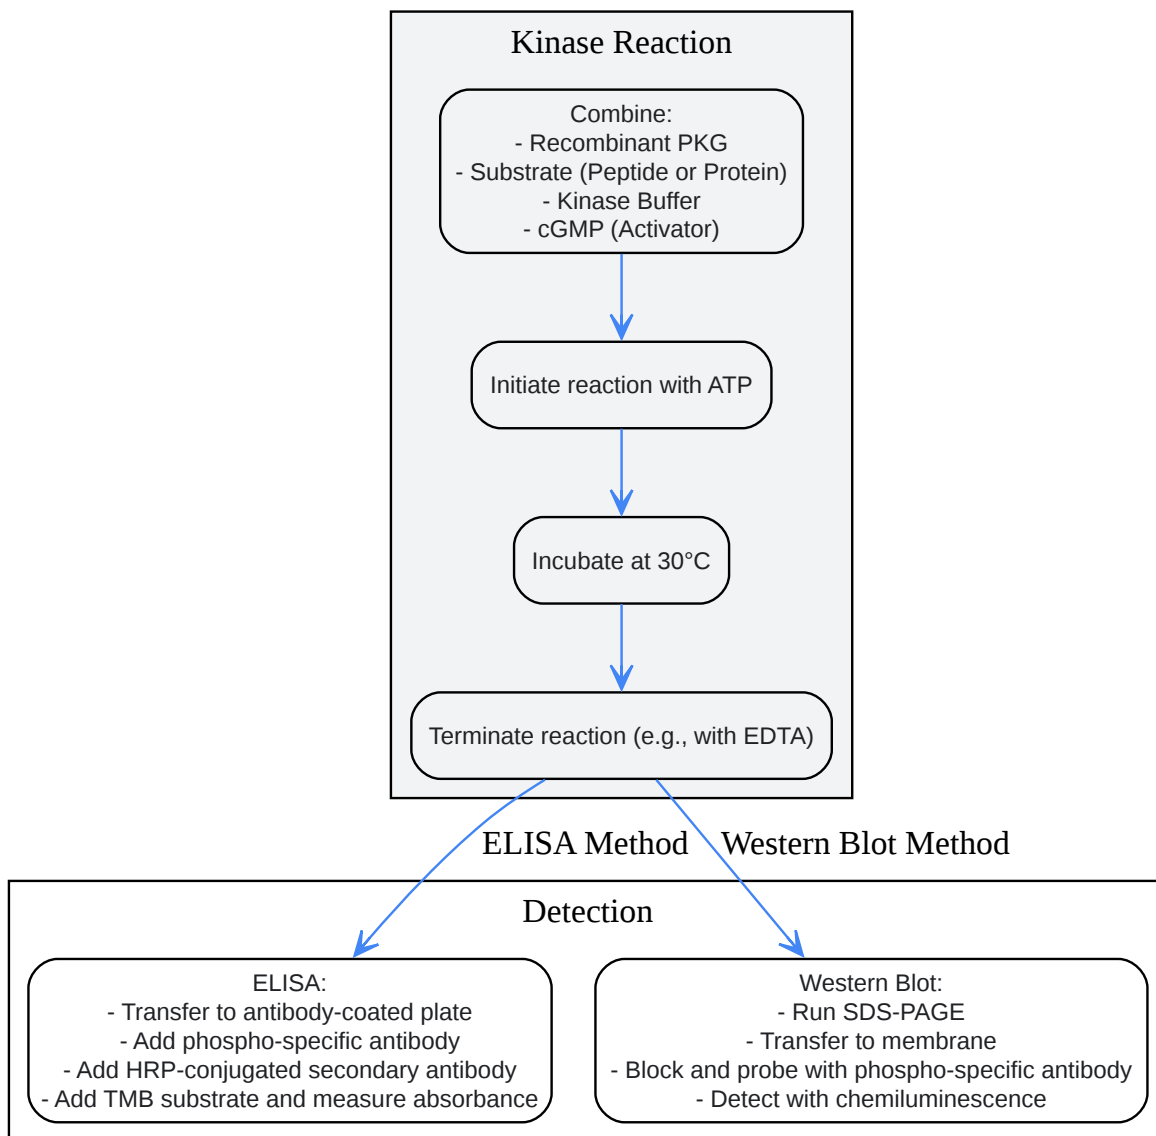 Kinase Reaction
Combine:
- Recombinant PKG
- Substrate (Peptide or Protein)
- Kinase Buffer
- cGMP (Activator)
Initiate reaction with ATP
Incubate at 30°C
Terminate reaction (e.g., with EDTA)
ELISA Method
Western Blot Method
Detection
ELISA:
- Transfer to antibody-coated plate
- Add phospho-specific antibody
- Add HRP-conjugated secondary antibody
- Add TMB substrate and measure absorbance
Western Blot:
- Run SDS-PAGE
- Transfer to membrane
- Block and probe with phospho-specific antibody
- Detect with chemiluminescence